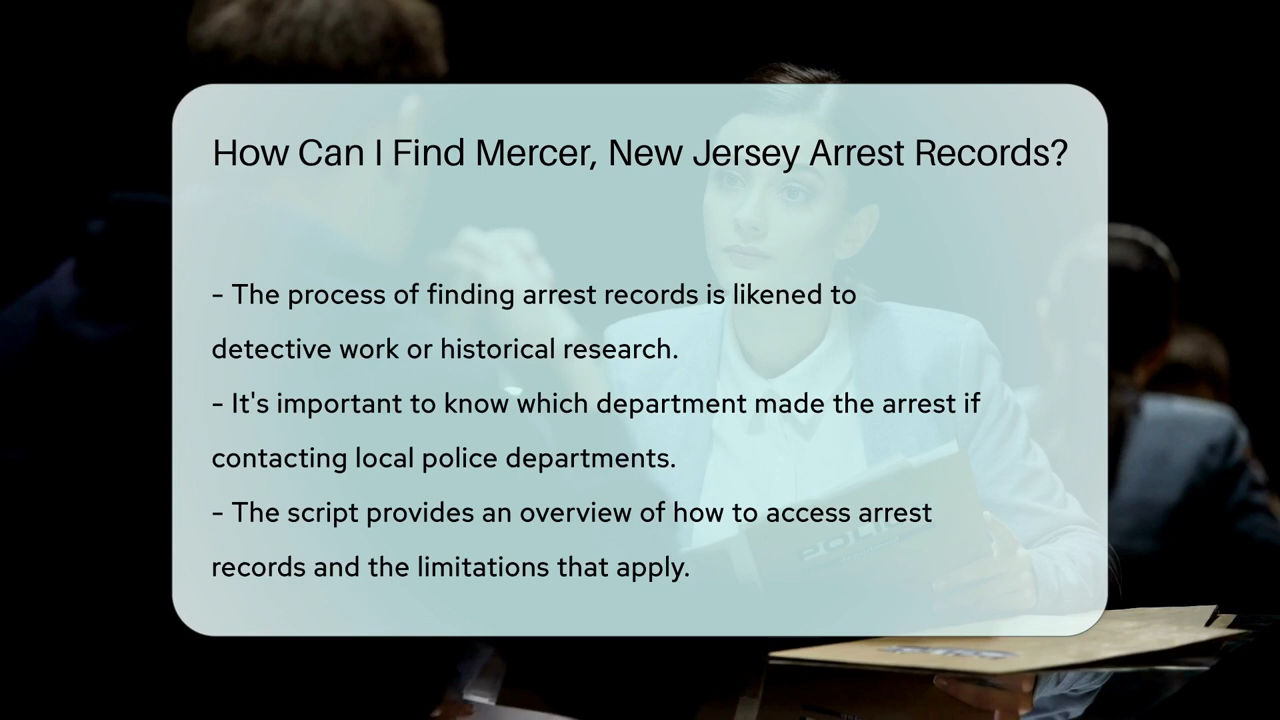 How Can I Find Mercer, New Jersey Arrest Records?
- The process of finding arrest records is likened to
detective work or historical research.
- It's important to know which department made the arrest if
contacting local police departments.
- The script provides an overview of how to access arrest
records and the limitations that apply.
POLICE